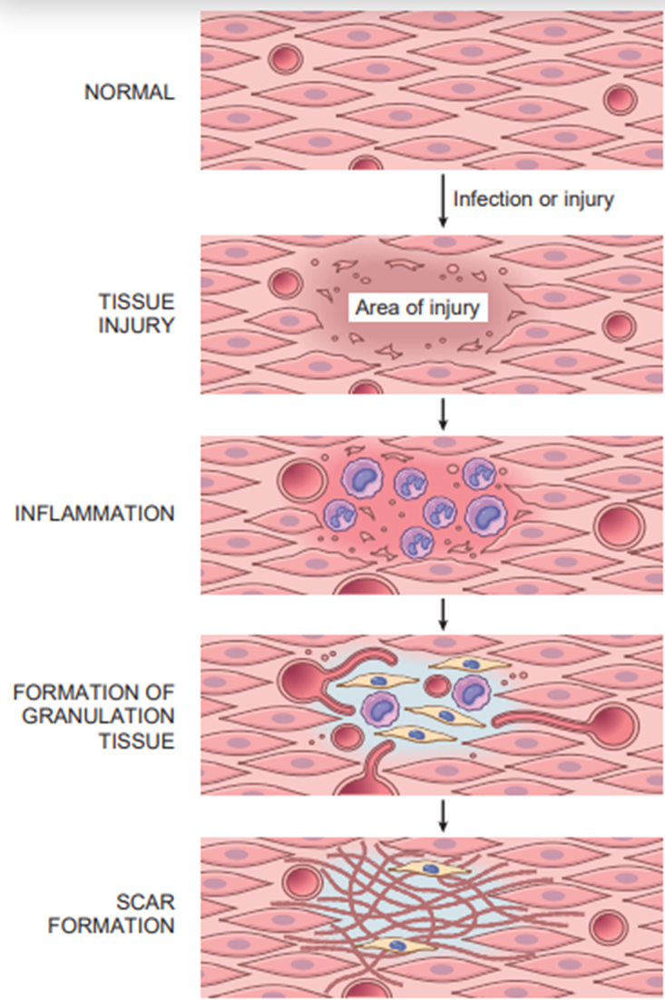 NORMAL
Infection or injury
TISSUE
INJURY
Area of injury
INFLAMMATION
FORMATION OF
GRANULATION
TISSUE
SCAR
FORMATION